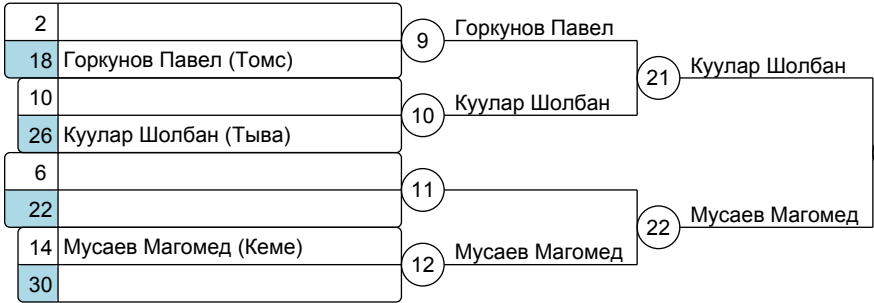 2
18 Горкунов Павел (Томс)
9
Горкунов Павел
10
26 Куулар Шолбан (Тыва)
10
Куулар Шолбан
21
Куулар Шолбан
6
22
11
14 Мусаев Магомед (Кеме)
30
12
Мусаев Магомед
22
Мусаев Магомед